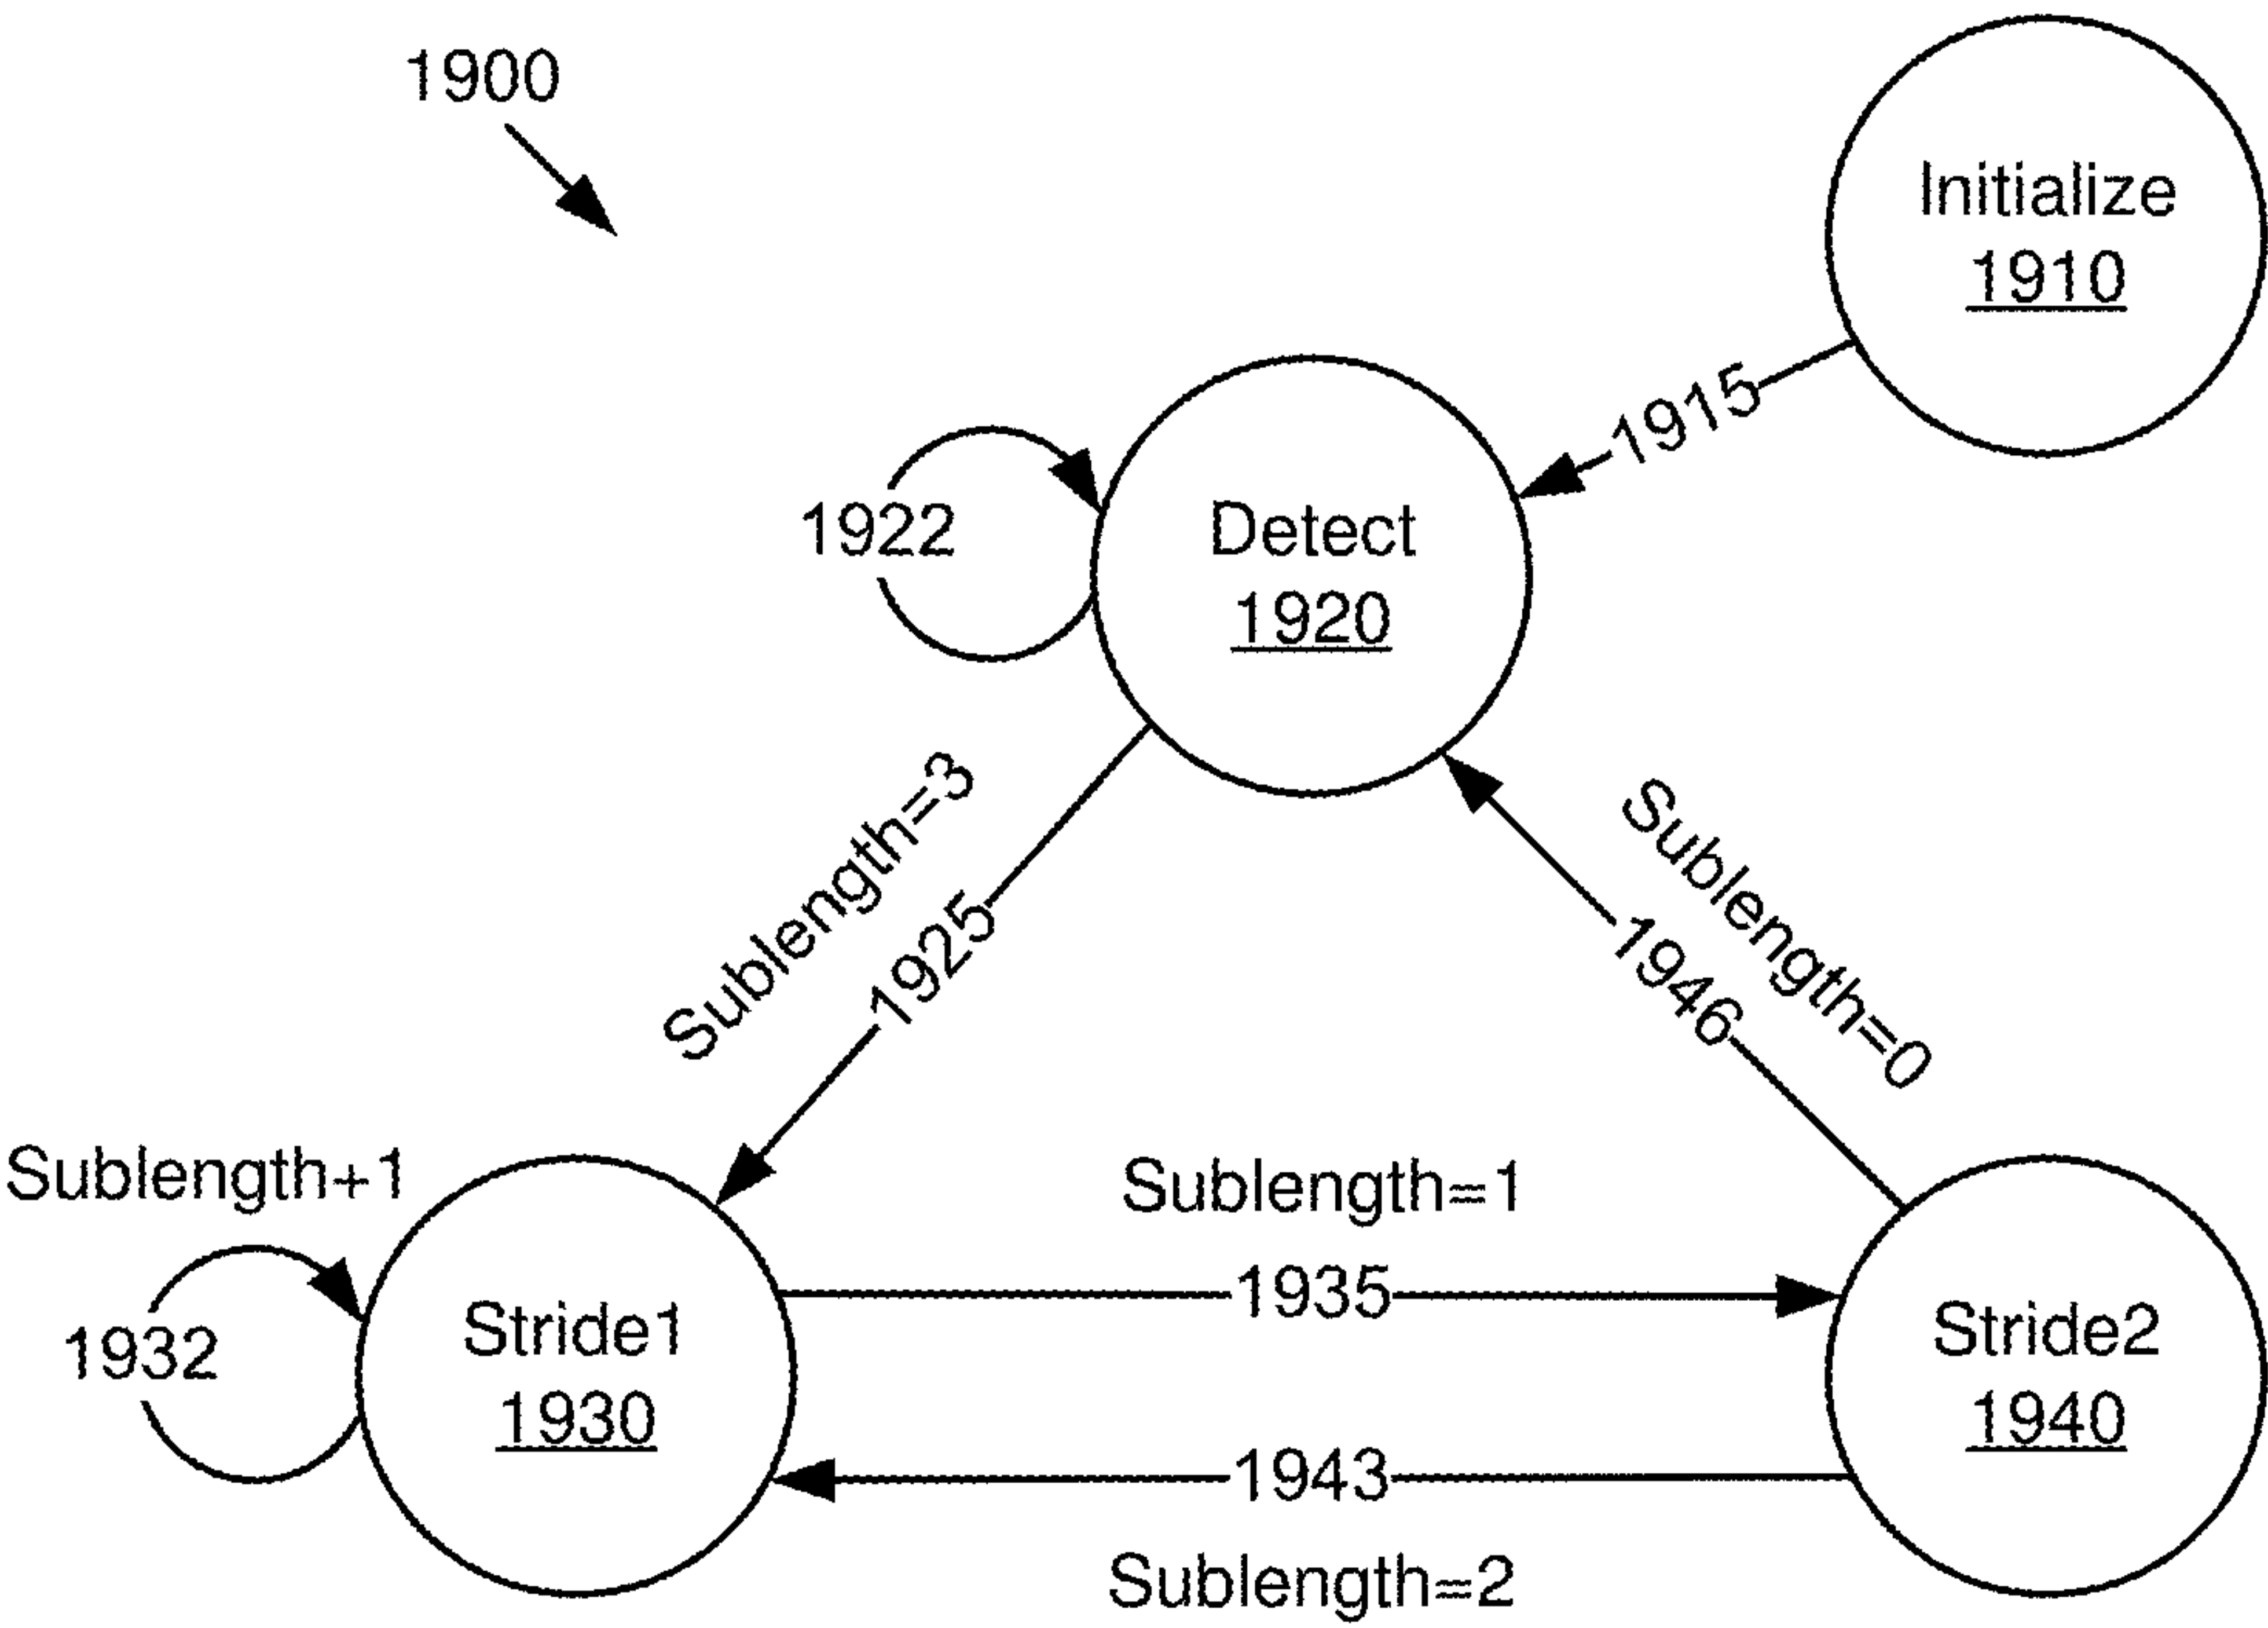 1900
Initialize
1910
1915
Detect
1920
1922
Sublength=3
1925
Sublength=0
1946
Sublength+1
1932
Stride1
1930
Sublength=1
1935
Stride2
1940
1943
Sublength=2